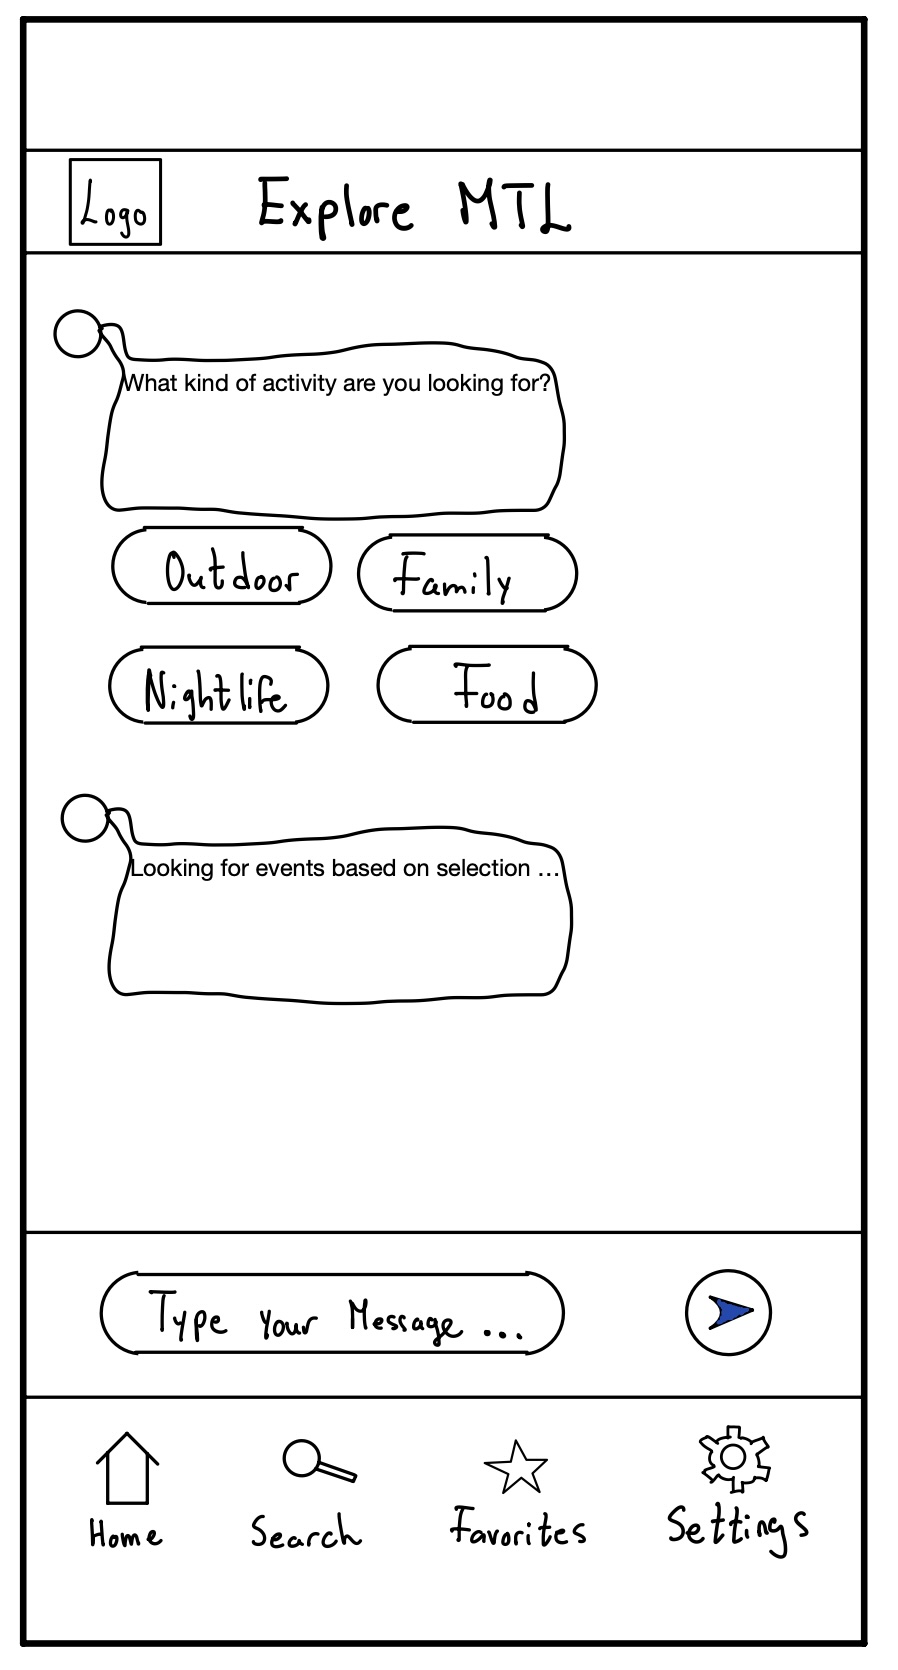 Logo Explore MTL
What kind of activity are you looking for?
Outdoor Family
Nightlife Food
Looking for events based on selection ...
Type Your Message ...
Home Search Favorites Settings